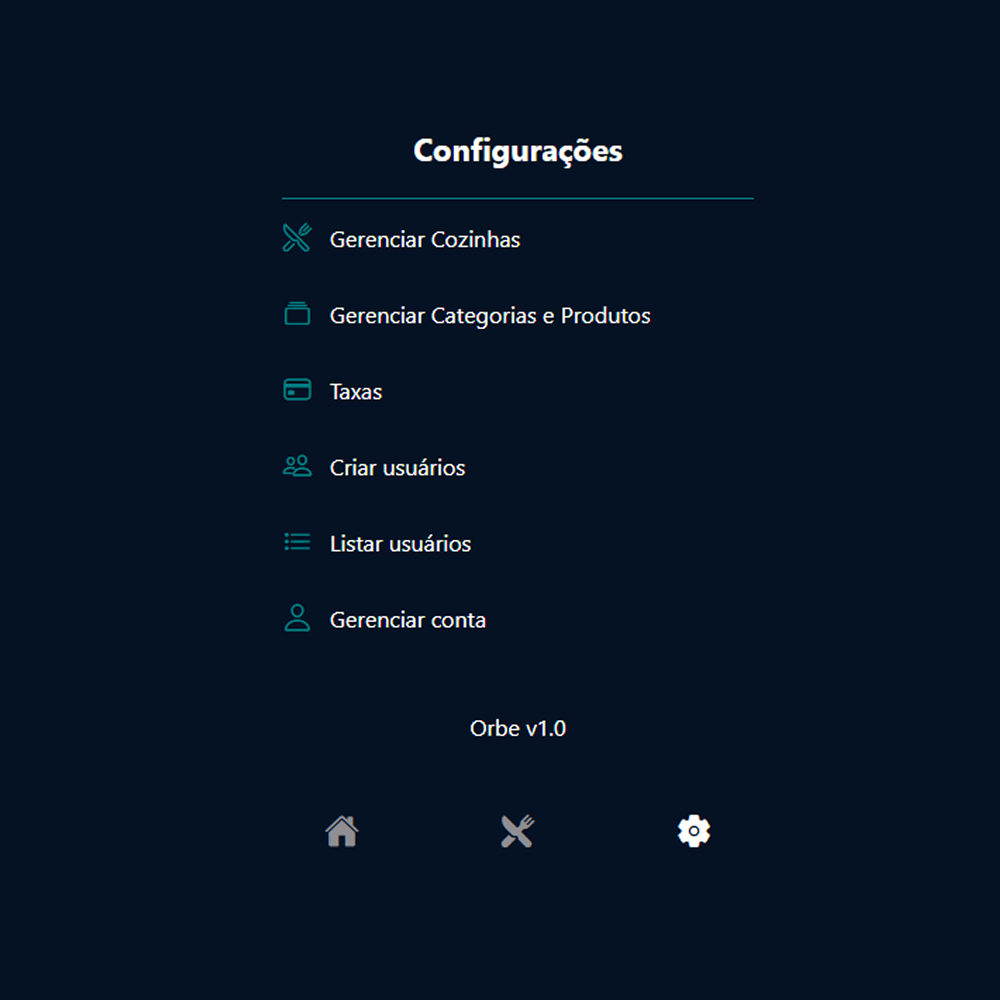 Configurações
Gerenciar Cozinhas
Gerenciar Categorias e Produtos
Taxas
Criar usuários
Listar usuários
Gerenciar conta
Orbe v1.0